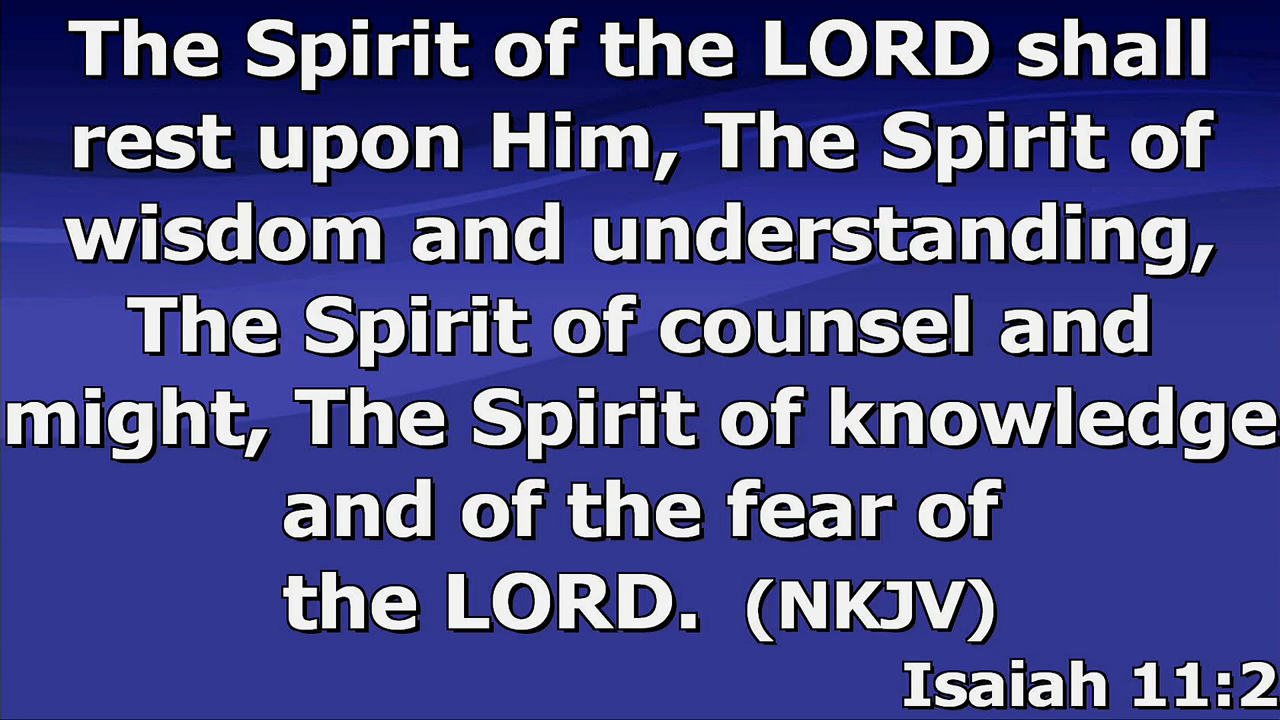 The Spirit of the LORD shall
rest upon Him, The Spirit of
wisdom and understanding,
The Spirit of counsel and
might, The Spirit of knowledge
and of the fear of
the LORD. (NKJV)
Isaiah 11:2